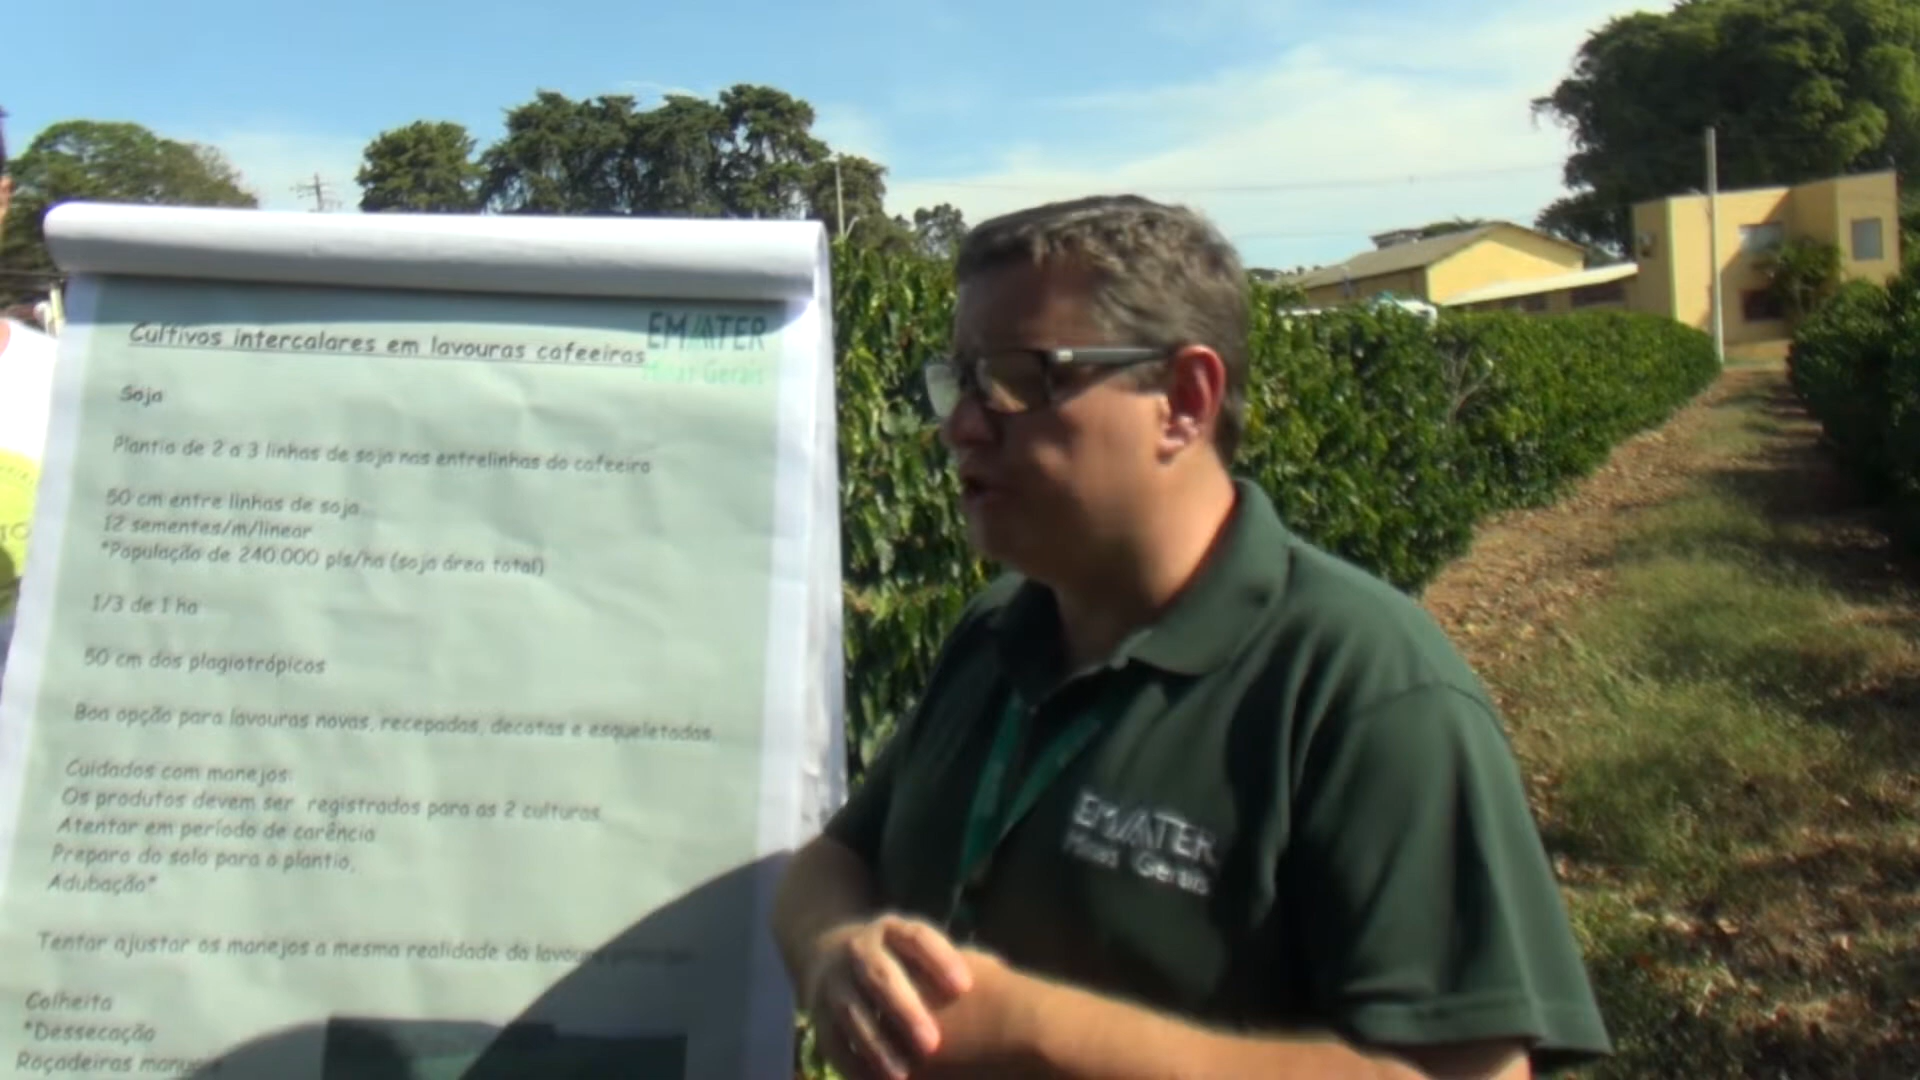 Cultivos intercalares em lavouras cafeeiras
EMATER
Minas Gerais
Soja
Plantio de 2 a 3 linhas de soja nas entrelinhas do cafeeiro
50 cm entre linhas de soja
12 sementes/m/linear
*População de 240.000 pls/ha (soja área total)
1/3 de 1 ha
50 cm dos plagiotrópicos
Boa opção para lavouras novas, recepadas, decotas e esqueletadas.
Cuidados com manejos:
Os produtos devem ser registrados para as 2 culturas
Atentar em período de carência
Preparo do solo para o plantio,
Adubação*
Tentar ajustar os manejos a mesma realidade da lavoura
Colheita
*Dessecação
Roçadeiras
EMATER
Minas Gerais